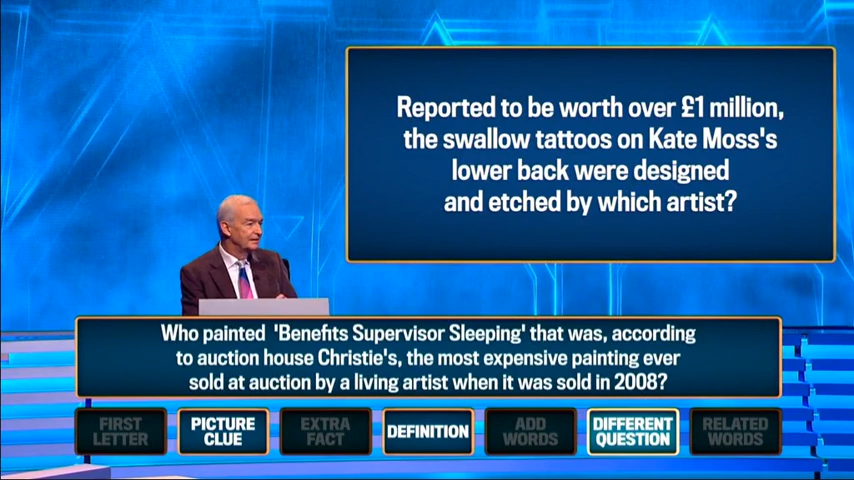 Reported to be worth over £1 million,
the swallow tattoos on Kate Moss's
lower back were designed
and etched by which artist?
Who painted 'Benefits Supervisor Sleeping' that was, according
to auction house Christie's, the most expensive painting ever
sold at auction by a living artist when it was sold in 2008?
FIRST
LETTER
PICTURE
CLUE
EXTRA
FACT
DEFINITION
ADD
WORDS
DIFFERENT
QUESTION
RELATED
WORDS